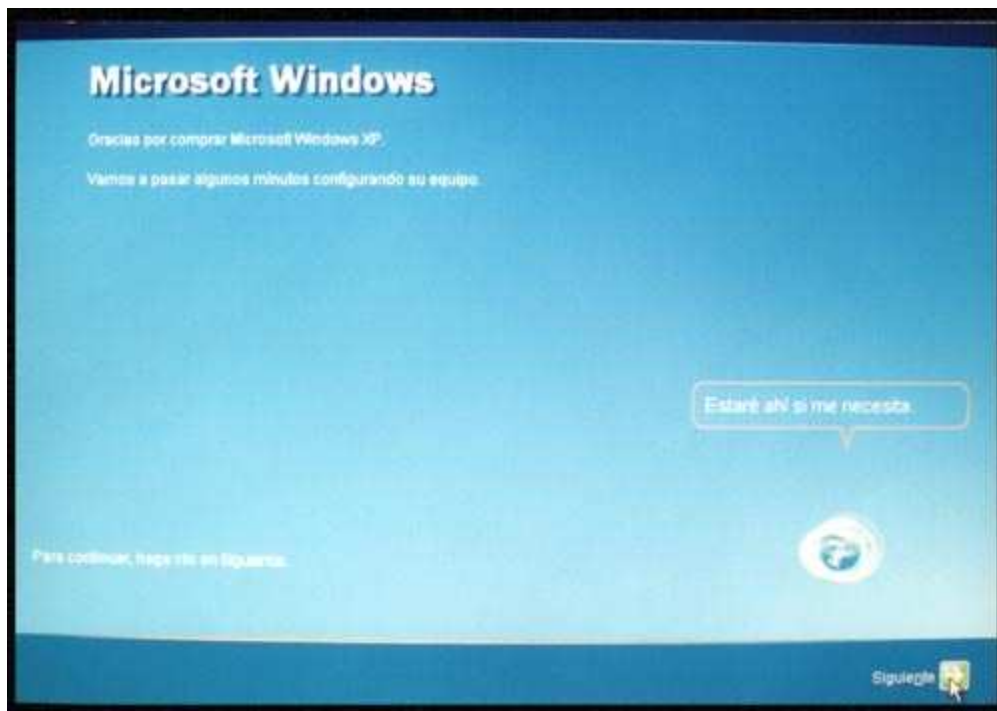 Microsoft Windows
Gracias por comprar Microsoft Windows XP.
Vamos a pasar algunos minutos configurando su equipo.
Estaré ahí si me necesita.
Para continuar, haga clic en Siguiente.
Siguiente